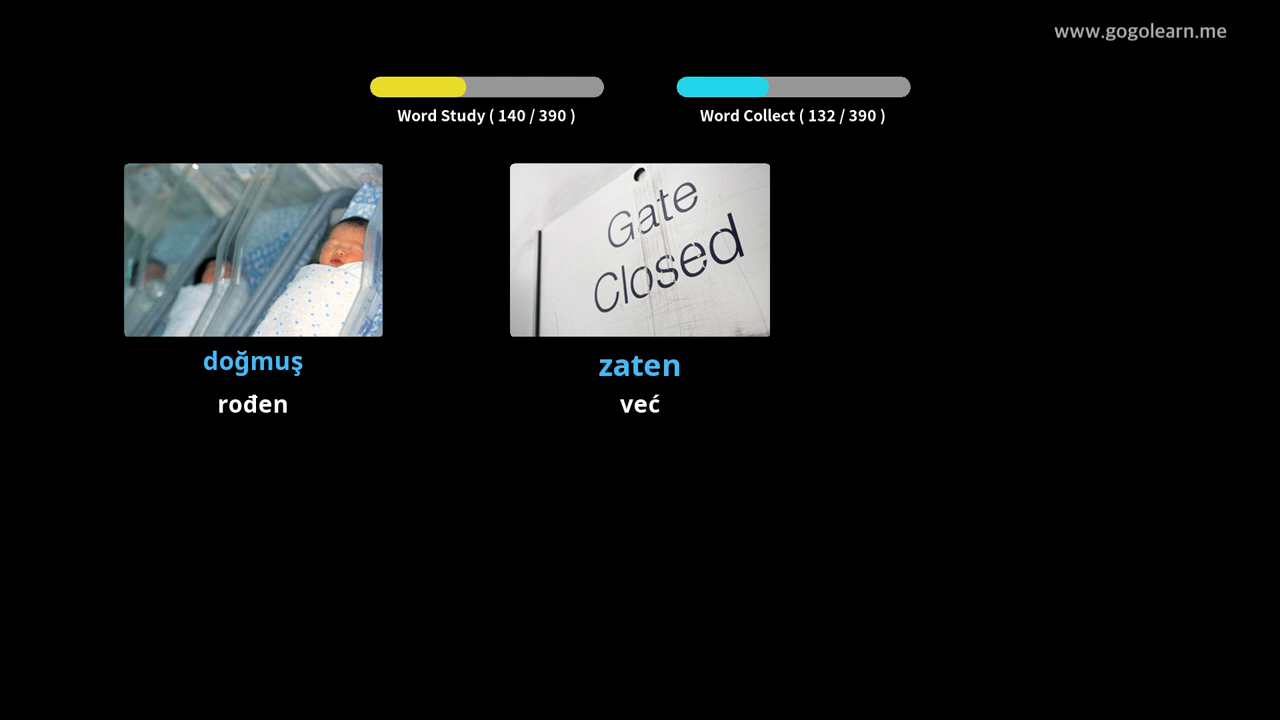 www.gogolearn.me
Word Study ( 140 / 390 )
Word Collect ( 132 / 390 )
Gate
Closed
doğmuş
zaten
rođen
već